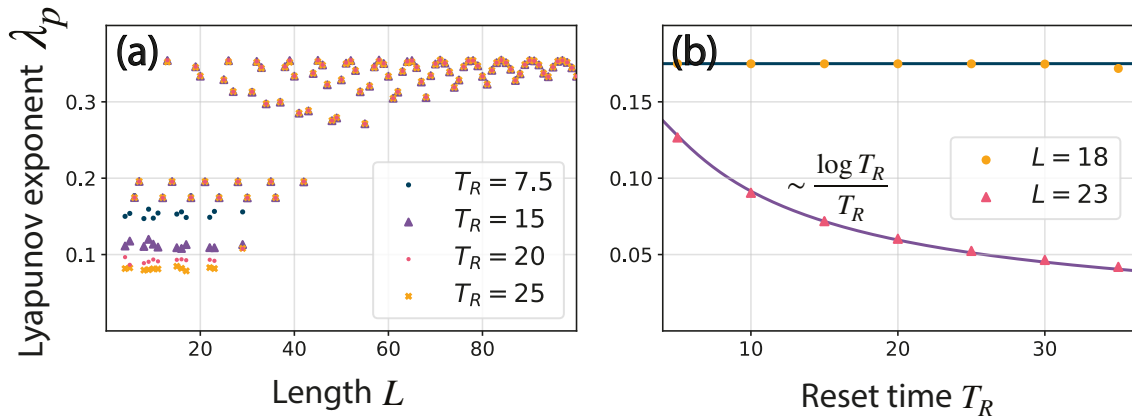 Lyapunov exponent λ_p
(a)
0.3
0.2
0.1
20
40
60
80
Length L
T_R = 7.5
T_R = 15
T_R = 20
T_R = 25
(b)
0.15
0.10
0.05
10
20
30
Reset time T_R
L = 18
L = 23
~ log T_R / T_R